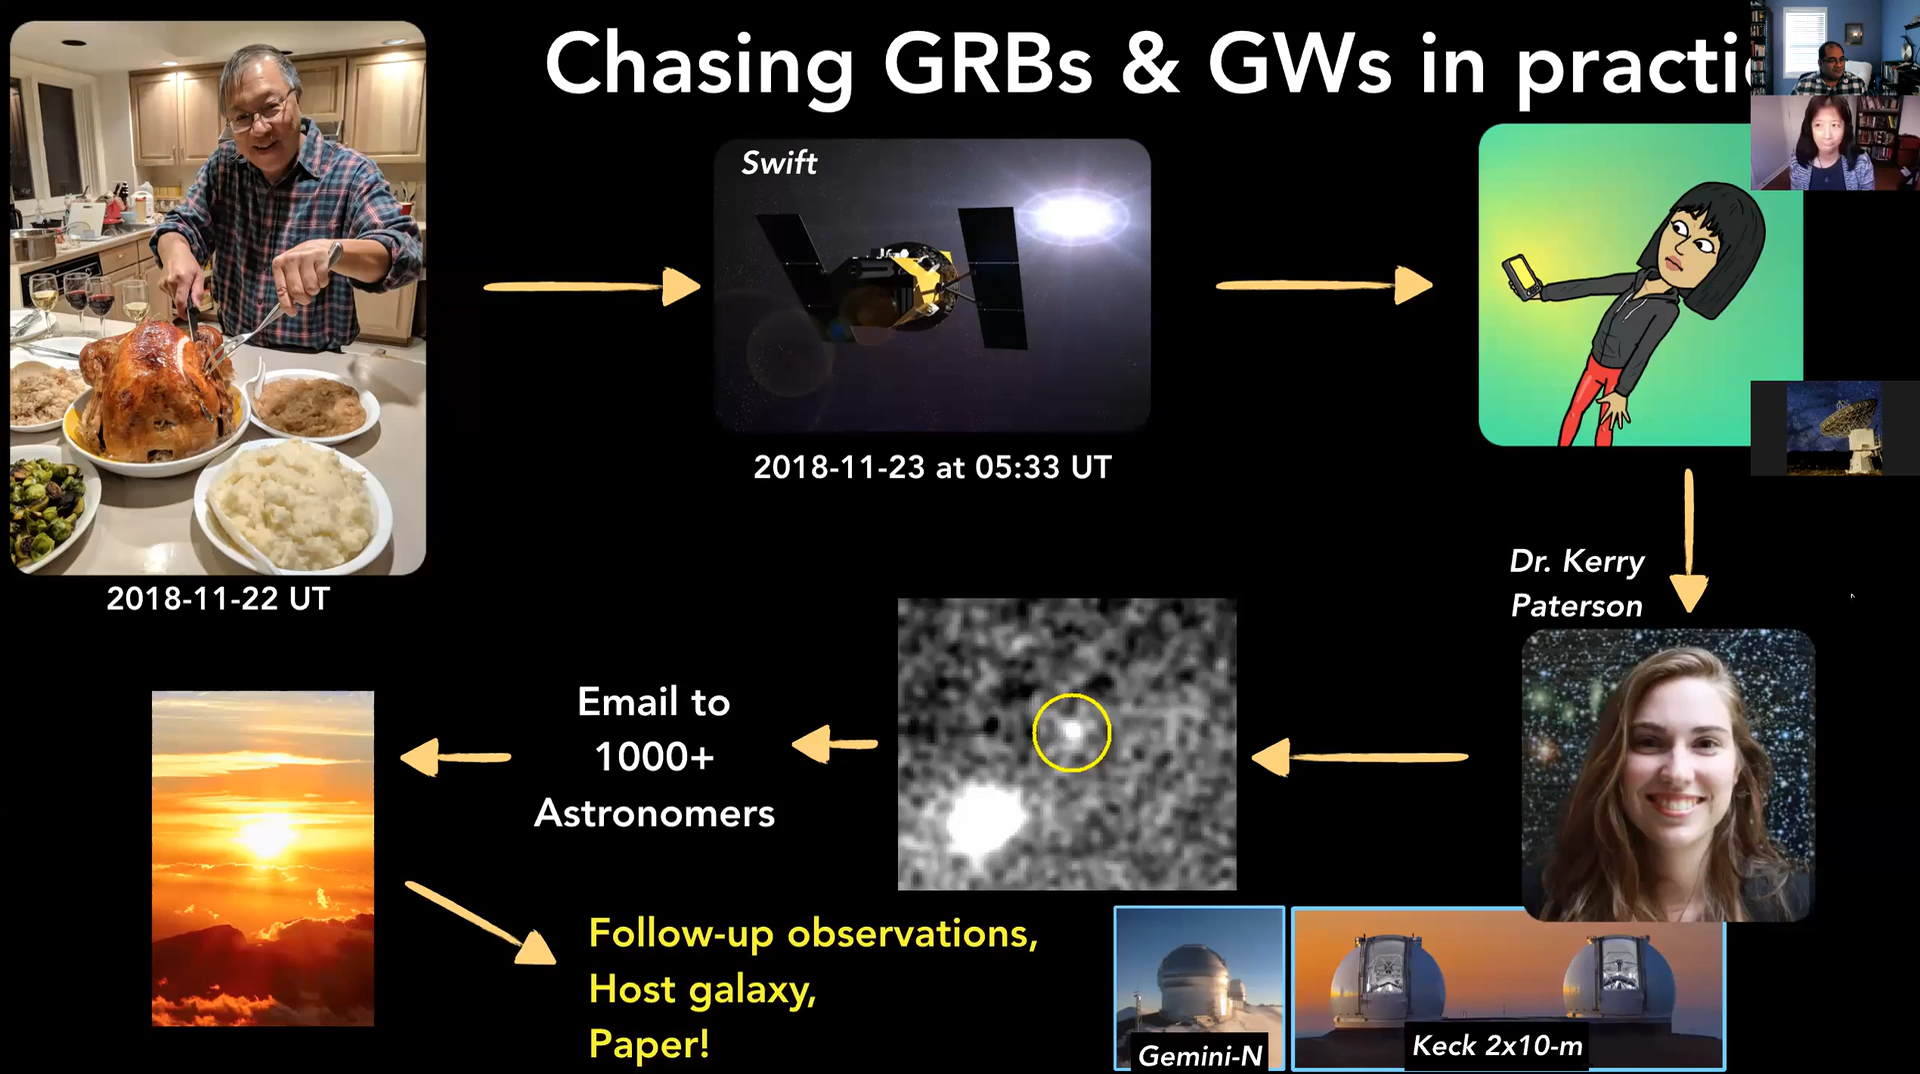 Chasing GRBs & GWs in practi
Swift
2018-11-23 at 05:33 UT
2018-11-22 UT
Dr. Kerry
Paterson
Email to
1000+
Astronomers
Follow-up observations,
Host galaxy,
Paper!
Gemini-N
Keck 2x10-m